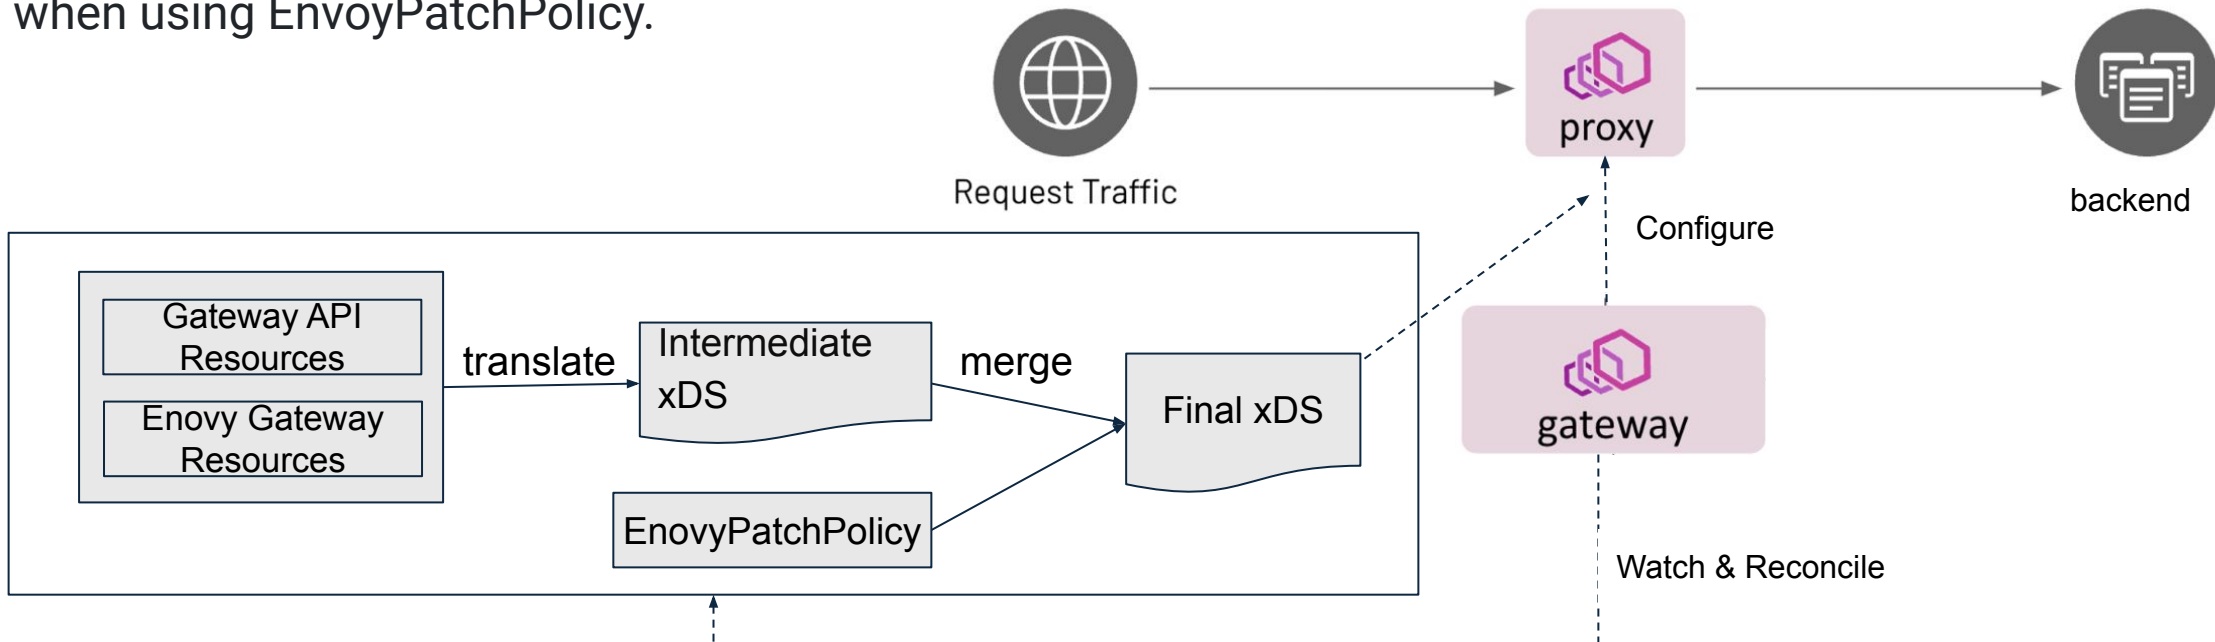 when using EnvoyPatchPolicy.
proxy
Request Traffic
backend
Configure
Gateway API
Resources
translate
Intermediate
xDS
merge
Enovy Gateway
Resources
Final xDS
gateway
EnovyPatchPolicy
Watch & Reconcile